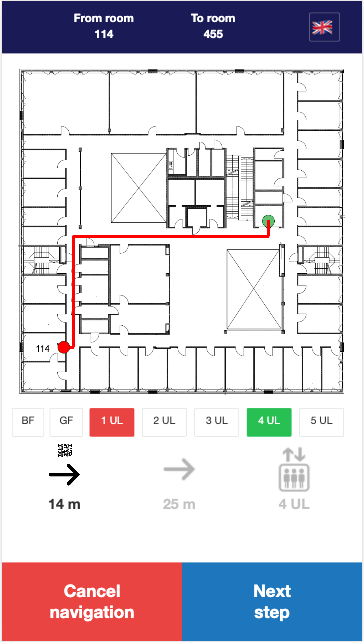 From room
To room
114
455
114
BF
GF
1 UL
2 UL
3 UL
4 UL
5 UL
14 m
25 m
4 UL
Cancel
navigation
Next
step